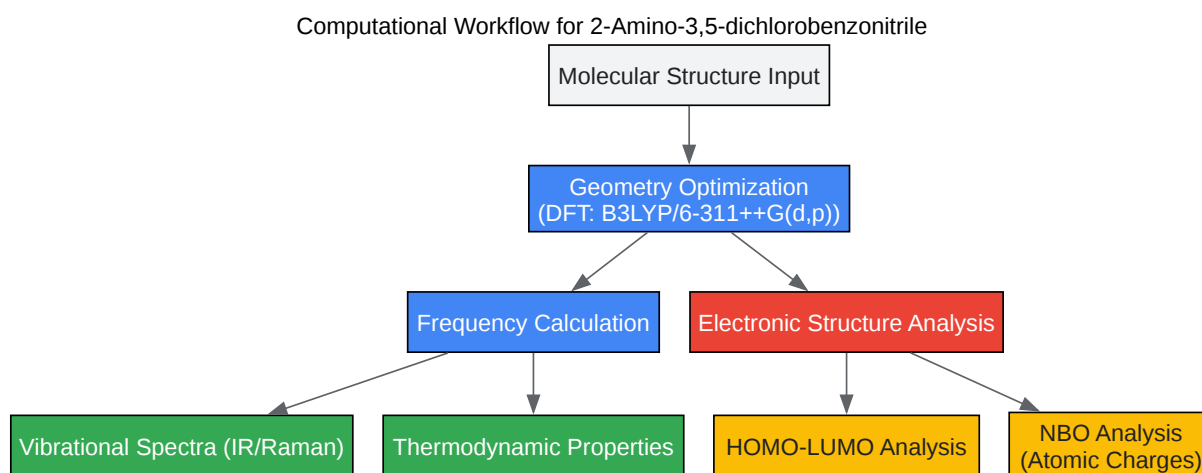 Computational Workflow for 2-Amino-3,5-dichlorobenzonitrile
Molecular Structure Input
Geometry Optimization
(DFT: B3LYP/6-311++G(d,p))
Frequency Calculation
Electronic Structure Analysis
Vibrational Spectra (IR/Raman)
Thermodynamic Properties
HOMO-LUMO Analysis
NBO Analysis
(Atomic Charges)